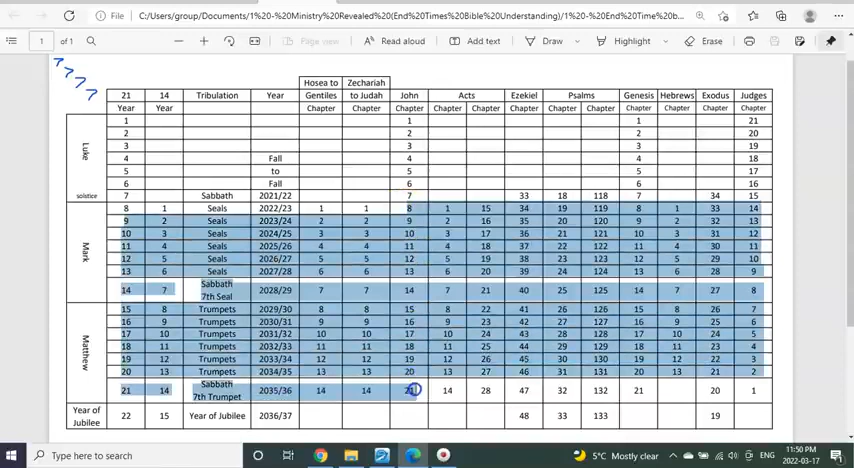 File C:/Users/group/Documents/1%20-%20Ministry%20Revealed%20(End%20Times%20Bible%20Understanding)/1%20-%20End%20Time%20b...
1 of 1 Page view Read aloud Add text Draw Highlight Erase
Hosea to Zechariah
21 14 Tribulation Year Gentiles to Judah John Acts Ezekiel Psalms Genesis Hebrews Exodus Judges
Year Year Chapter Chapter Chapter Chapter Chapter Chapter Chapter Chapter Chapter Chapter Chapter
Luke
1 1 1 21
2 2 2 20
3 3 3 19
4 Fall 4 4 18
5 to 5 5 17
6 Fall 6 6 16
solstice 7 Sabbath 2021/22 7 33 18 118 7 34 15
Mark
8 1 Seals 2022/23 1 1 8 1 15 34 19 119 8 1 33 14
9 2 Seals 2023/24 2 2 9 2 16 35 20 120 9 2 32 13
10 3 Seals 2024/25 3 3 10 3 17 36 21 121 10 3 31 12
11 4 Seals 2025/26 4 4 11 4 18 37 22 122 11 4 30 11
12 5 Seals 2026/27 5 5 12 5 19 38 23 123 12 5 29 10
13 6 Seals 2027/28 6 6 13 6 20 39 24 124 13 6 28 9
14 7 Sabbath 7th Seal 2028/29 7 7 14 7 21 40 25 125 14 7 27 8
Matthew
15 8 Trumpets 2029/30 8 8 15 8 22 41 26 126 15 8 26 7
16 9 Trumpets 2030/31 9 9 16 9 23 42 27 127 16 9 25 6
17 10 Trumpets 2031/32 10 10 17 10 24 43 28 128 17 10 24 5
18 11 Trumpets 2032/33 11 11 18 11 25 44 29 129 18 11 23 4
19 12 Trumpets 2033/34 12 12 19 12 26 45 30 130 19 12 22 3
20 13 Trumpets 2034/35 13 13 20 13 27 46 31 131 20 13 21 2
21 14 Sabbath 7th Trumpet 2035/36 14 14 21 14 28 47 32 132 21 20 1
Year of Jubilee 22 15 Year of Jubilee 2036/37 48 33 133 19
Type here to search 5°C Mostly clear ENG 11:50 PM
2022-03-17